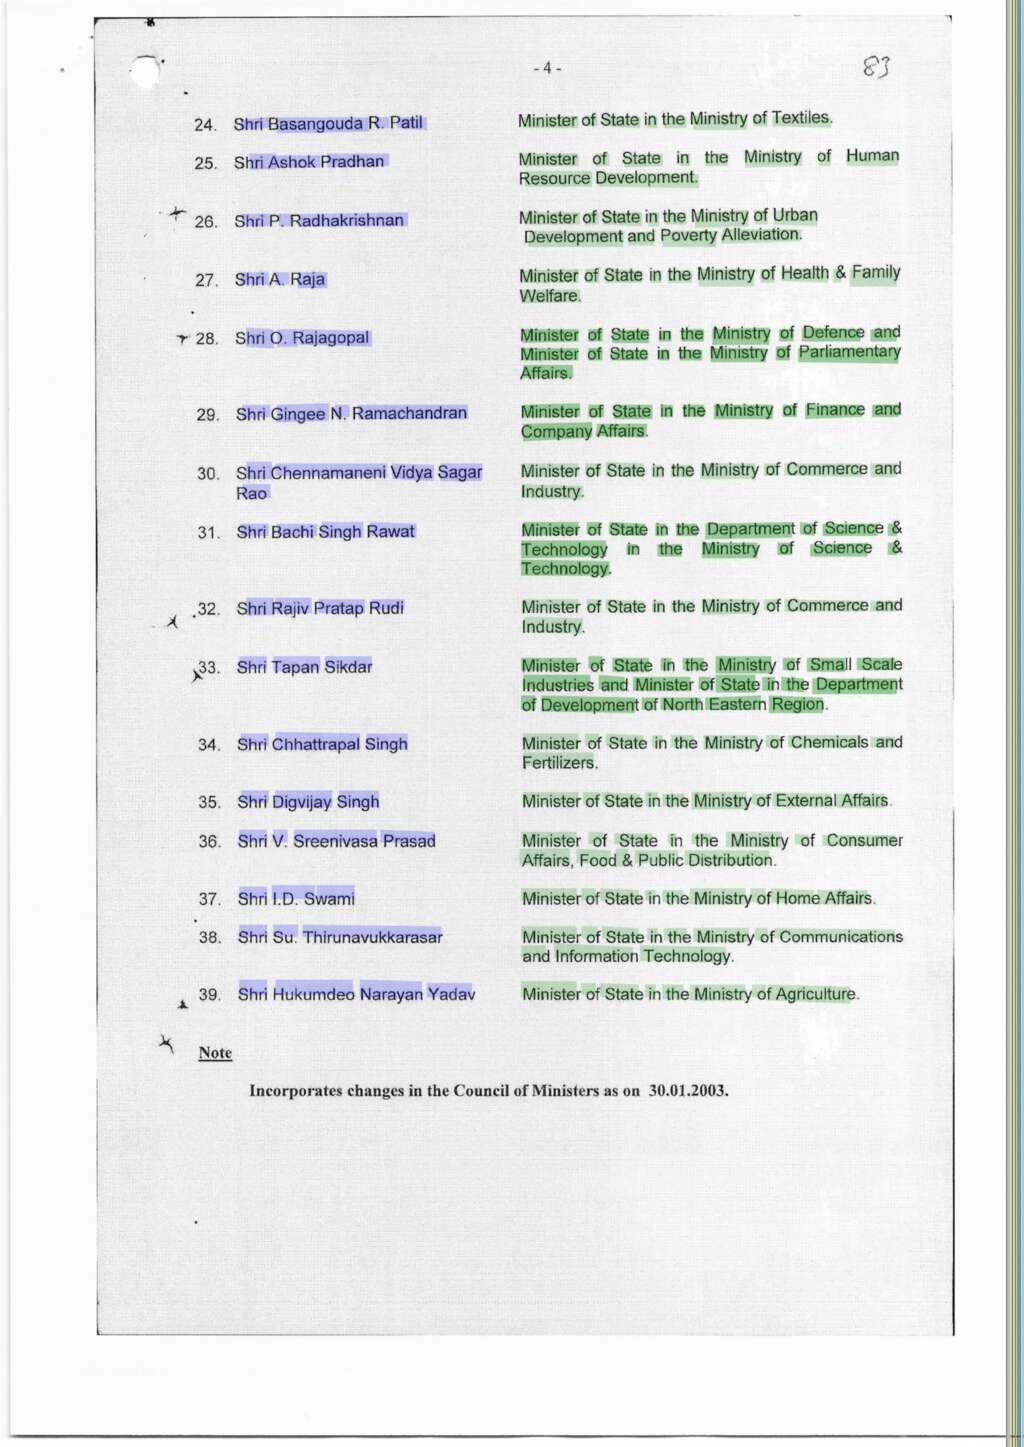 -4-
83
24. Shri Basangouda R. Patil Minister of State in the Ministry of Textiles.
25. Shri Ashok Pradhan Minister of State in the Ministry of Human
Resource Development.
26. Shri P. Radhakrishnan Minister of State in the Ministry of Urban
Development and Poverty Alleviation.
27. Shri A. Raja Minister of State in the Ministry of Health & Family
Welfare.
28. Shri O. Rajagopal Minister of State in the Ministry of Defence and
Minister of State in the Ministry of Parliamentary
Affairs.
29. Shri Gingee N. Ramachandran Minister of State in the Ministry of Finance and
Company Affairs.
30. Shri Chennamaneni Vidya Sagar Minister of State in the Ministry of Commerce and
Rao Industry.
31. Shri Bachi Singh Rawat Minister of State in the Department of Science &
Technology in the Ministry of Science &
Technology.
32. Shri Rajiv Pratap Rudi Minister of State in the Ministry of Commerce and
Industry.
33. Shri Tapan Sikdar Minister of State in the Ministry of Small Scale
Industries and Minister of State in the Department
of Development of North Eastern Region.
34. Shri Chhattrapal Singh Minister of State in the Ministry of Chemicals and
Fertilizers.
35. Shri Digvijay Singh Minister of State in the Ministry of External Affairs.
36. Shri V. Sreenivasa Prasad Minister of State in the Ministry of Consumer
Affairs, Food & Public Distribution.
37. Shri I.D. Swami Minister of State in the Ministry of Home Affairs.
38. Shri Su. Thirunavukkarasar Minister of State in the Ministry of Communications
and Information Technology.
39. Shri Hukumdeo Narayan Yadav Minister of State in the Ministry of Agriculture.
Note
Incorporates changes in the Council of Ministers as on 30.01.2003.